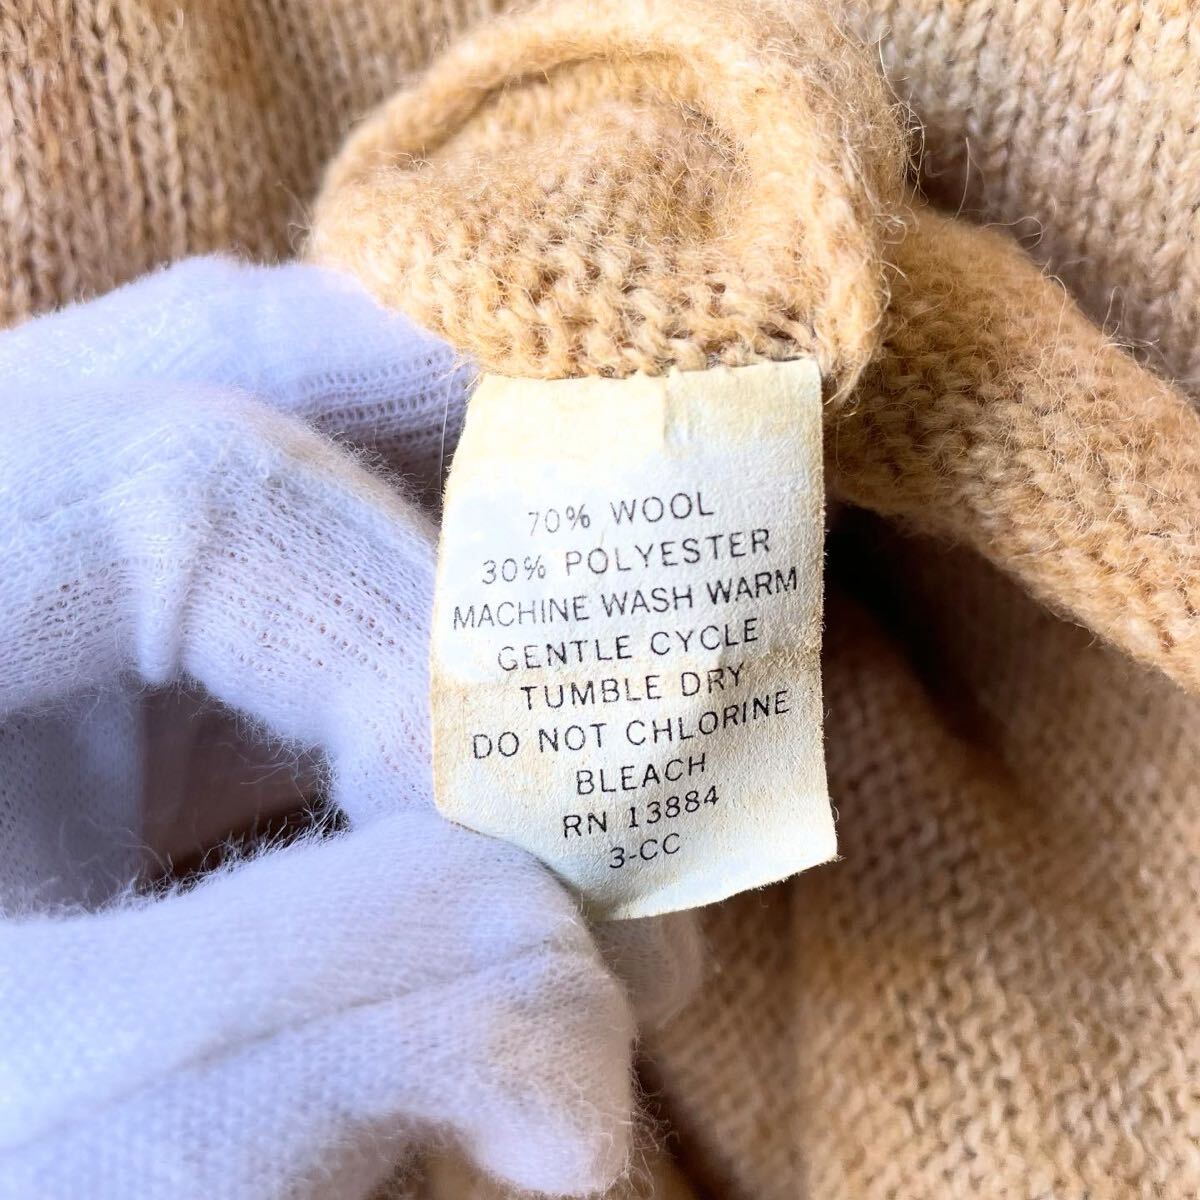 70% WOOL
30% POLYESTER
MACHINE WASH WARM
GENTLE CYCLE
TUMBLE DRY
DO NOT CHLORINE
BLEACH
RN 13884
3-CC